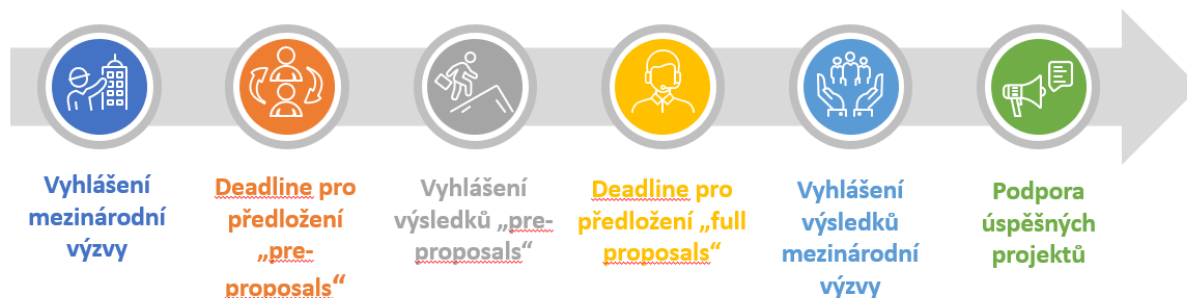 Vyhlášení
mezinárodní
výzvy
Deadline pro
předložení
„pre-
proposals“
Vyhlášení
výsledků „pre-
proposals“
Deadline pro
předložení „full
proposals“
Vyhlášení
výsledků
mezinárodní
výzvy
Podpora
úspěšných
projektů